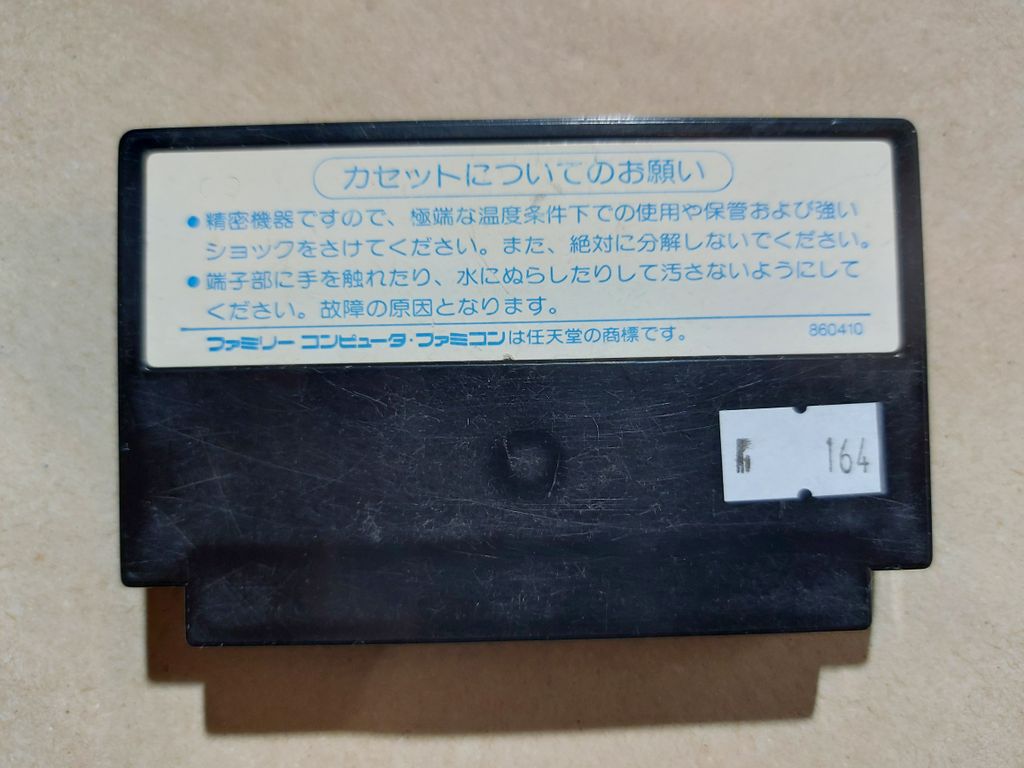 カセットについてのお願い
●精密機器ですので、極端な温度条件下での使用や保管および強い
ショックをさけてください。また、絶対に分解しないでください。
●端子部に手を触れたり、水にぬらしたりして汚さないようにして
ください。故障の原因となります。
ファミリーコンピュータ・ファミコンは任天堂の商標です。
860410
164